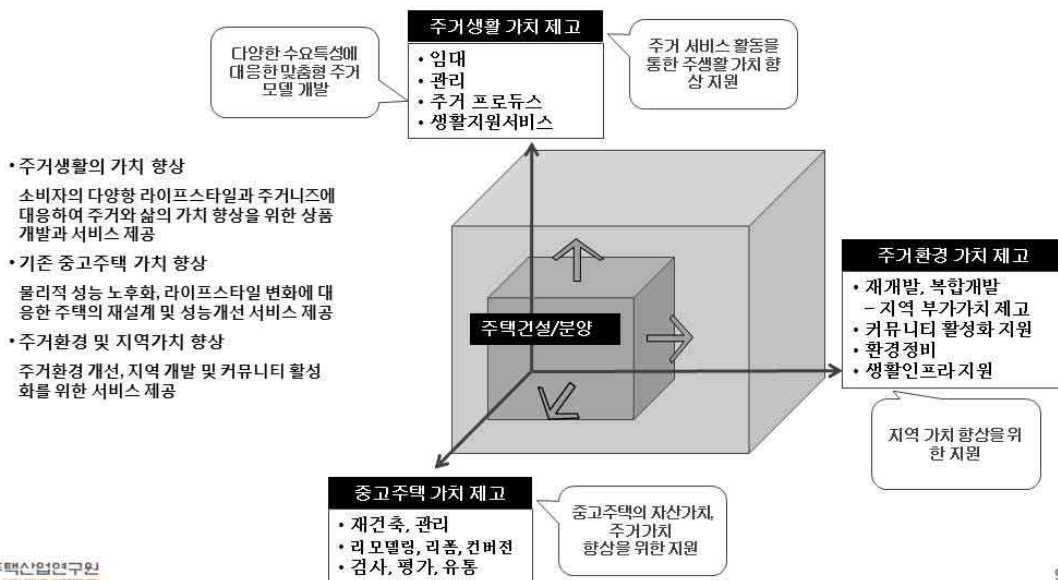 주거생활 가치 제고
• 임대
• 관리
• 주거 프로듀스
• 생활지원서비스
다양한 수요특성에
대응한 맞춤형 주거
모델 개발
주거 서비스 활동을
통한 주생활 가치 향
상 지원
• 주거생활의 가치 향상
소비자의 다양항 라이프스타일과 주거니즈에
대응하여 주거와 삶의 가치 향상을 위한 상품
개발과 서비스 제공
• 기존 중고주택 가치 향상
물리적 성능 노후화, 라이프스타일 변화에 대
응한 주택의 재설계 및 성능개선 서비스 제공
• 주거환경 및 지역가치 향상
주거환경 개선, 지역 개발 및 커뮤니티 활성
화를 위한 서비스 제공
주택건설/분양
주거환경 가치 제고
• 재개발, 복합개발
– 지역 부가가치 제고
• 커뮤니티 활성화 지원
• 환경정비
• 생활인프라 지원
지역 가치 향상을 위
한 지원
중고주택 가치 제고
• 재건축, 관리
• 리모델링, 리폼, 컨버전
• 검사, 평가, 유통
중고주택의 자산가치,
주거가치
향상을 위한 지원
택산업연구원